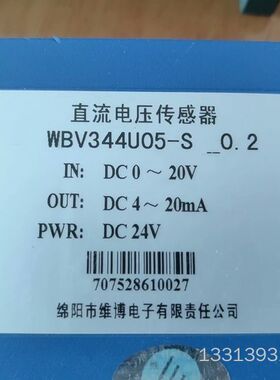 直流电压传感器
WBV344U05-S _0.2
IN: DC 0～20V
OUT: DC 4～20mA
PWR: DC 24V
707528610027
绵阳市维博电子有限责任公司
1331393